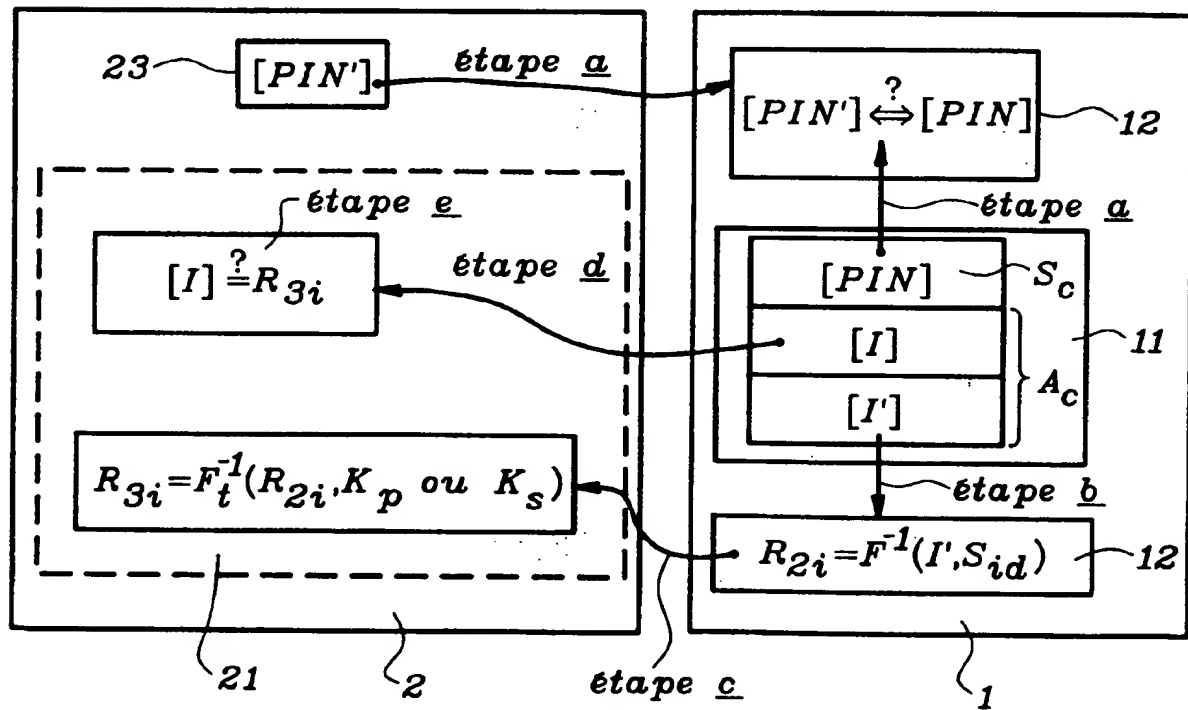 23
[PIN']
étape a
[PIN'] ⇔? [PIN]
12
étape a
étape e
[I] ?= R3i
étape d
[PIN]
Sc
[I]
[I']
Ac
11
étape b
R3i=Ft^-1(R2i,Kp ou Ks)
R2i=F^-1(I',Sid)
12
21
2
étape c
1